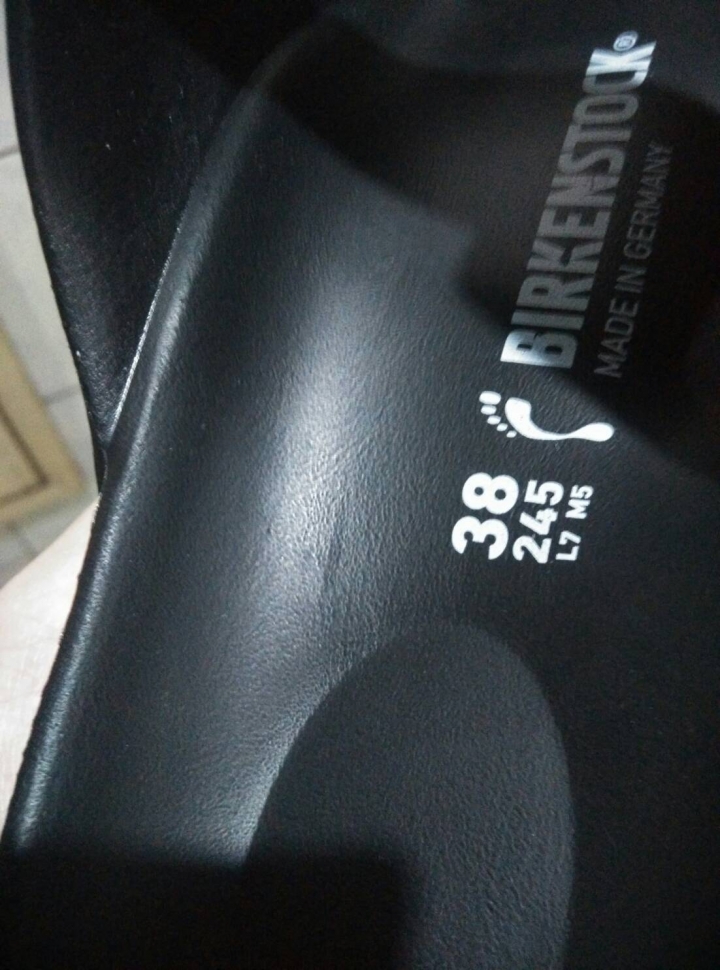 BIRKENSTOCK®
MADE IN GERMANY
38
245
L7 M5